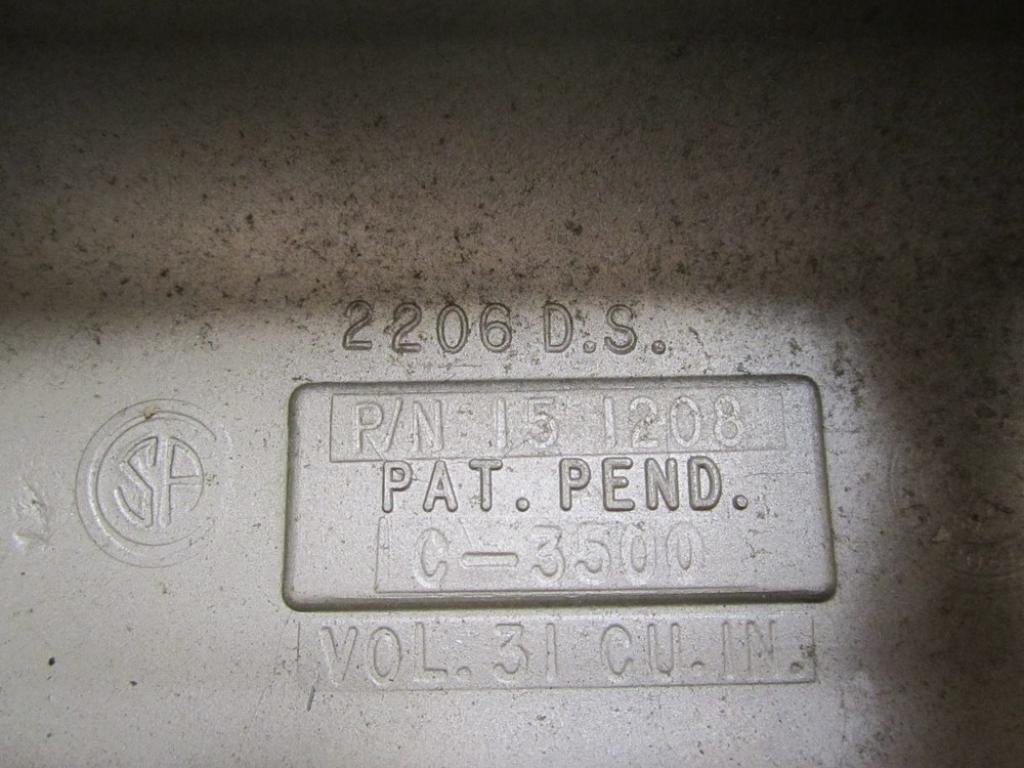 2206 D.S.
P/N 15 1208
PAT. PEND.
C-3500
VOL. 31 CU. IN.